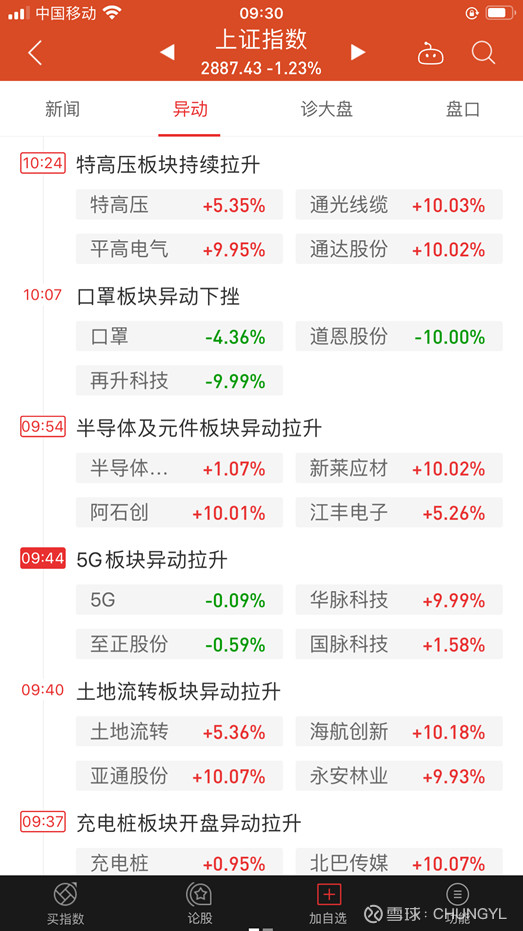 中国移动 09:30
上证指数
2887.43 -1.23%
新闻 异动 诊大盘 盘口
10:24 特高压板块持续拉升
特高压 +5.35% 通光线缆 +10.03%
平高电气 +9.95% 通达股份 +10.02%
10:07 口罩板块异动下挫
口罩 -4.36% 道恩股份 -10.00%
再升科技 -9.99%
09:54 半导体及元件板块异动拉升
半导体... +1.07% 新莱应材 +10.02%
阿石创 +10.01% 江丰电子 +5.26%
09:44 5G板块异动拉升
5G -0.09% 华脉科技 +9.99%
至正股份 -0.59% 国脉科技 +1.58%
09:40 土地流转板块异动拉升
土地流转 +5.36% 海航创新 +10.18%
亚通股份 +10.07% 永安林业 +9.93%
09:37 充电桩板块开盘异动拉升
充电桩 +0.95% 北巴传媒 +10.07%
买指数 论股 加自选 功能
雪球：CHUNGYL